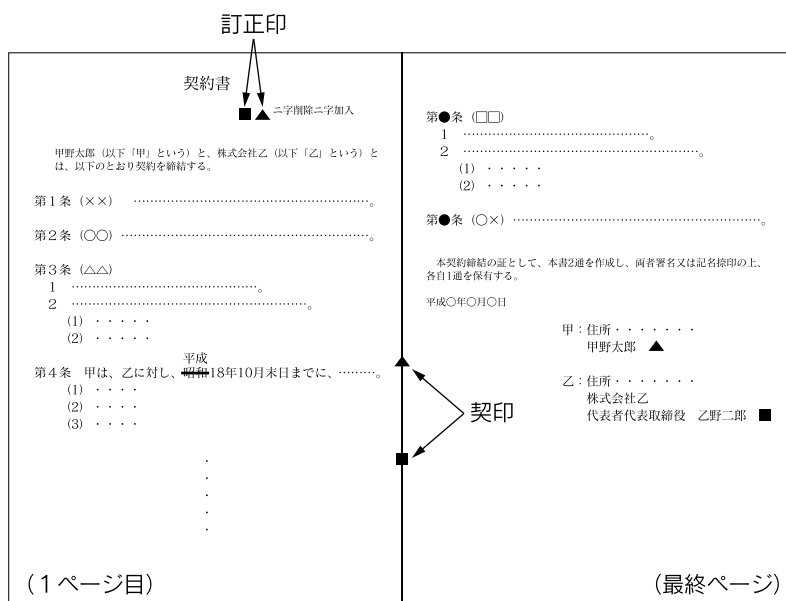 訂正印
契約書
■▲ 二字削除二字加入
甲野太郎（以下「甲」という）と、株式会社乙（以下「乙」という）と
は、以下のとおり契約を締結する。
第１条（××） ………………………………………………。
第２条（○○）………………………………………………。
第３条（△△）
１ …………………………………。
２ …………………………………………。
(1) ・・・・・
(2) ・・・・・
平成
第４条 甲は、乙に対し、昭和18年10月末日までに、………。
(1) ・・・・
(2) ・・・・
(3) ・・・・
・
・
・
・
・
（１ページ目）
契印
第●条（□□）
１ …………………………………。
２ …………………………………………。
(1) ・・・・・
(2) ・・・・・
第●条（○×）………………………………………………。
本契約締結の証として、本書2通を作成し、両者署名又は記名捺印の上、
各自1通を保有する。
平成○年○月○日
甲：住所・・・・・・・
甲野太郎 ▲
乙：住所・・・・・・・
株式会社乙
代表者代表取締役 乙野二郎 ■
（最終ページ）